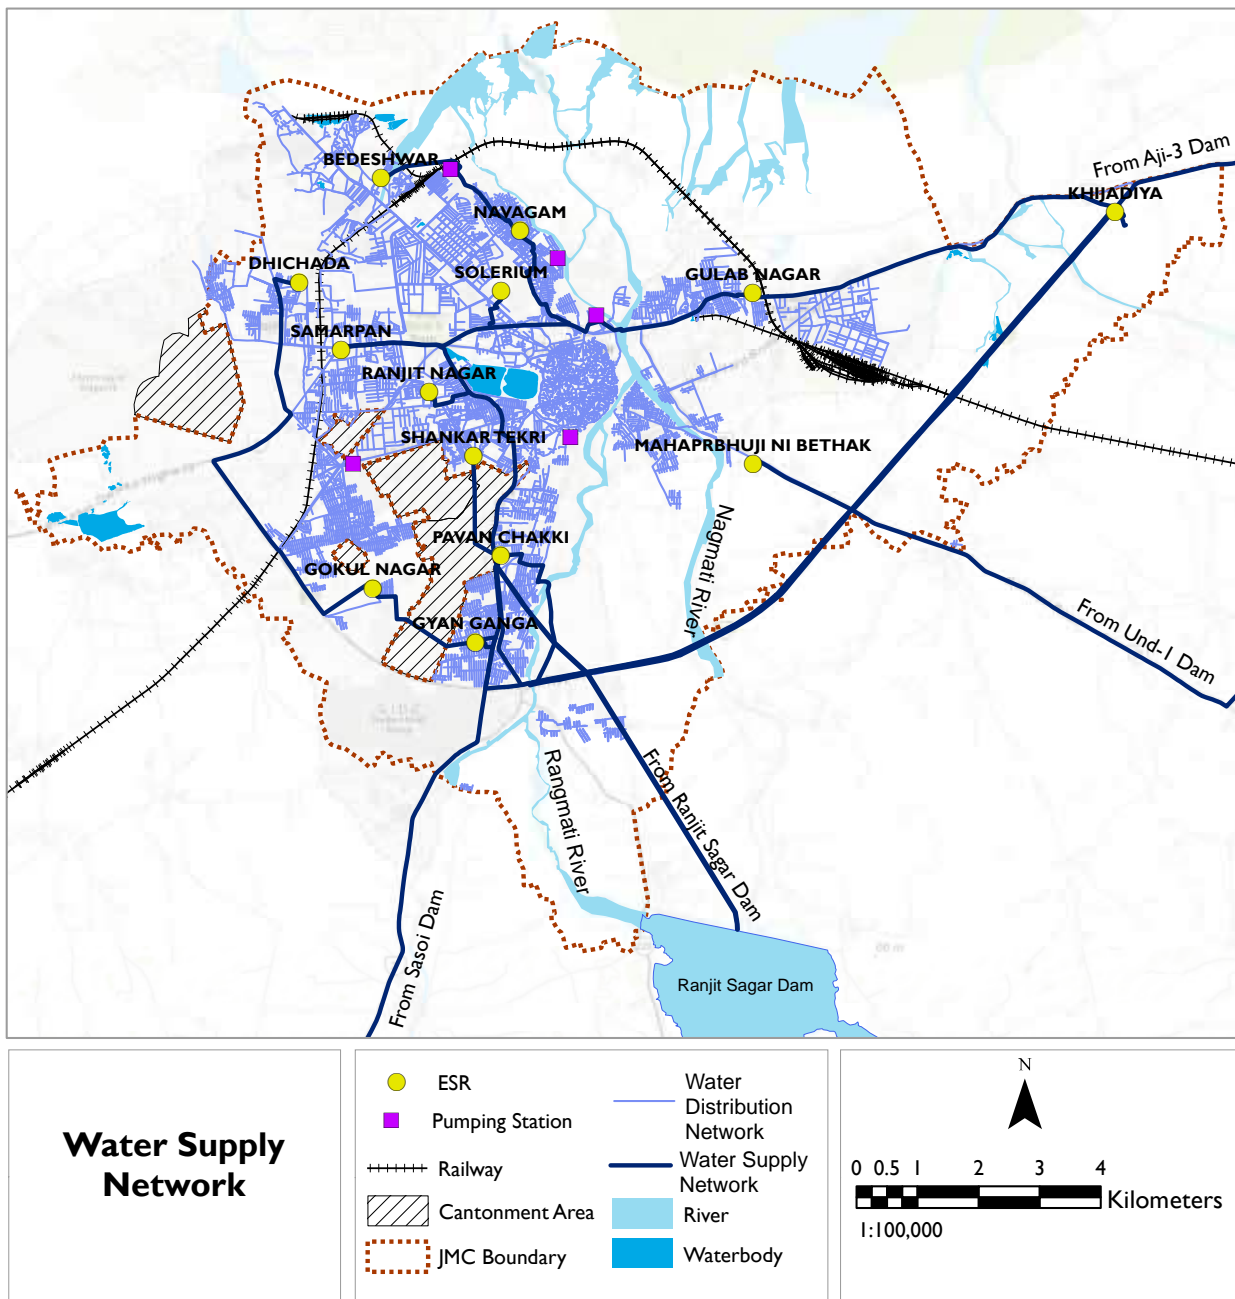 From Aji-3 Dam
BEDESHWAR
KHIJADIYA
NAVAGAM
DHICHADA
SOLERIUM
GULAB NAGAR
SAMARPAN
RANJIT NAGAR
SHANKAR TEKRI
MAHAPRBHUJI NI BETHAK
PAVAN CHAKKI
Nagmati River
GOKUL NAGAR
GYAN GANGA
From Und-1 Dam
Rangmati River
From Ranjit Sagar Dam
From Sasoi Dam
Ranjit Sagar Dam
Water Supply
Network
ESR
Pumping Station
Railway
Cantonment Area
JMC Boundary
Water
Distribution
Network
Water Supply
Network
River
Waterbody
N
0 0.5 1 2 3 4
Kilometers
1:100,000